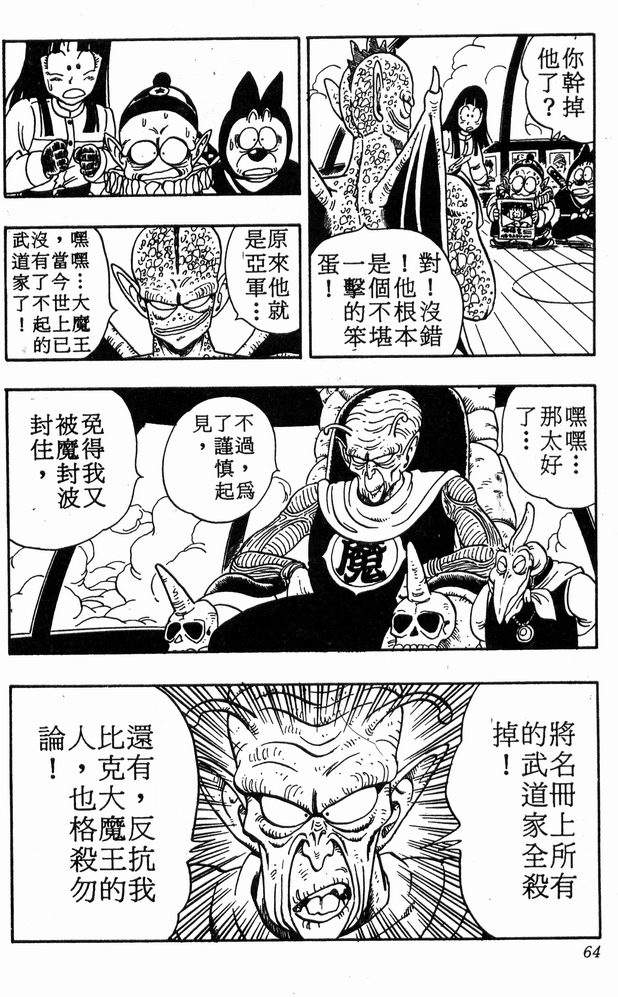 你幹掉
他了？
對！沒錯
！他根本
是個不堪
一擊的笨
蛋！
原來他就
是亞軍…
嘿嘿…大魔王
，當今世上已
沒有了不起的
武道家了！
嘿嘿…
那太好
了…
不過，為
了謹慎起
見，
免得我又
被魔封波
封住，
魔
將名冊上所有
的武道家全殺
掉！
還有，反抗我
比克大魔王的
人，也格殺勿
論！
64